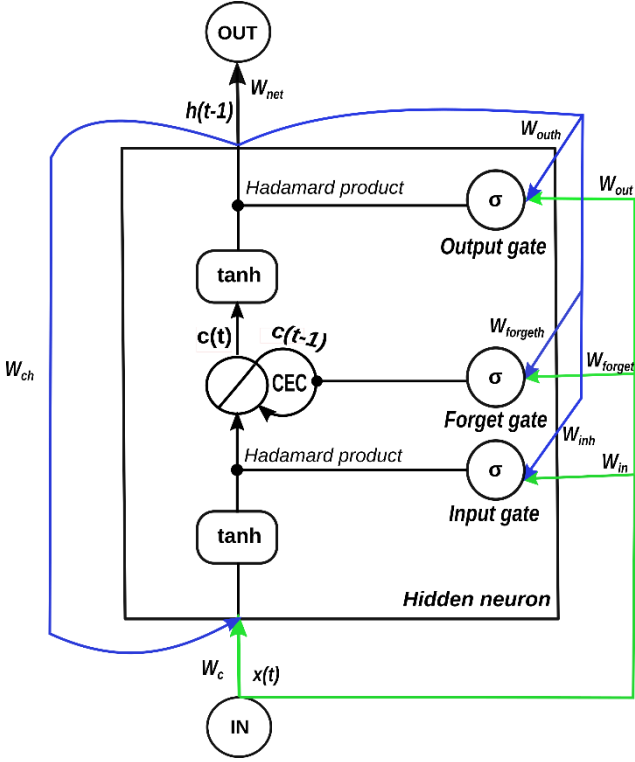 OUT
W_net
h(t-1)
W_outh
Hadamard product
σ
W_out
Output gate
tanh
c(t)
c(t-1)
W_forgeth
W_ch
CEC
σ
W_forget
Forget gate
W_inh
Hadamard product
σ
W_in
Input gate
tanh
Hidden neuron
W_c
x(t)
IN